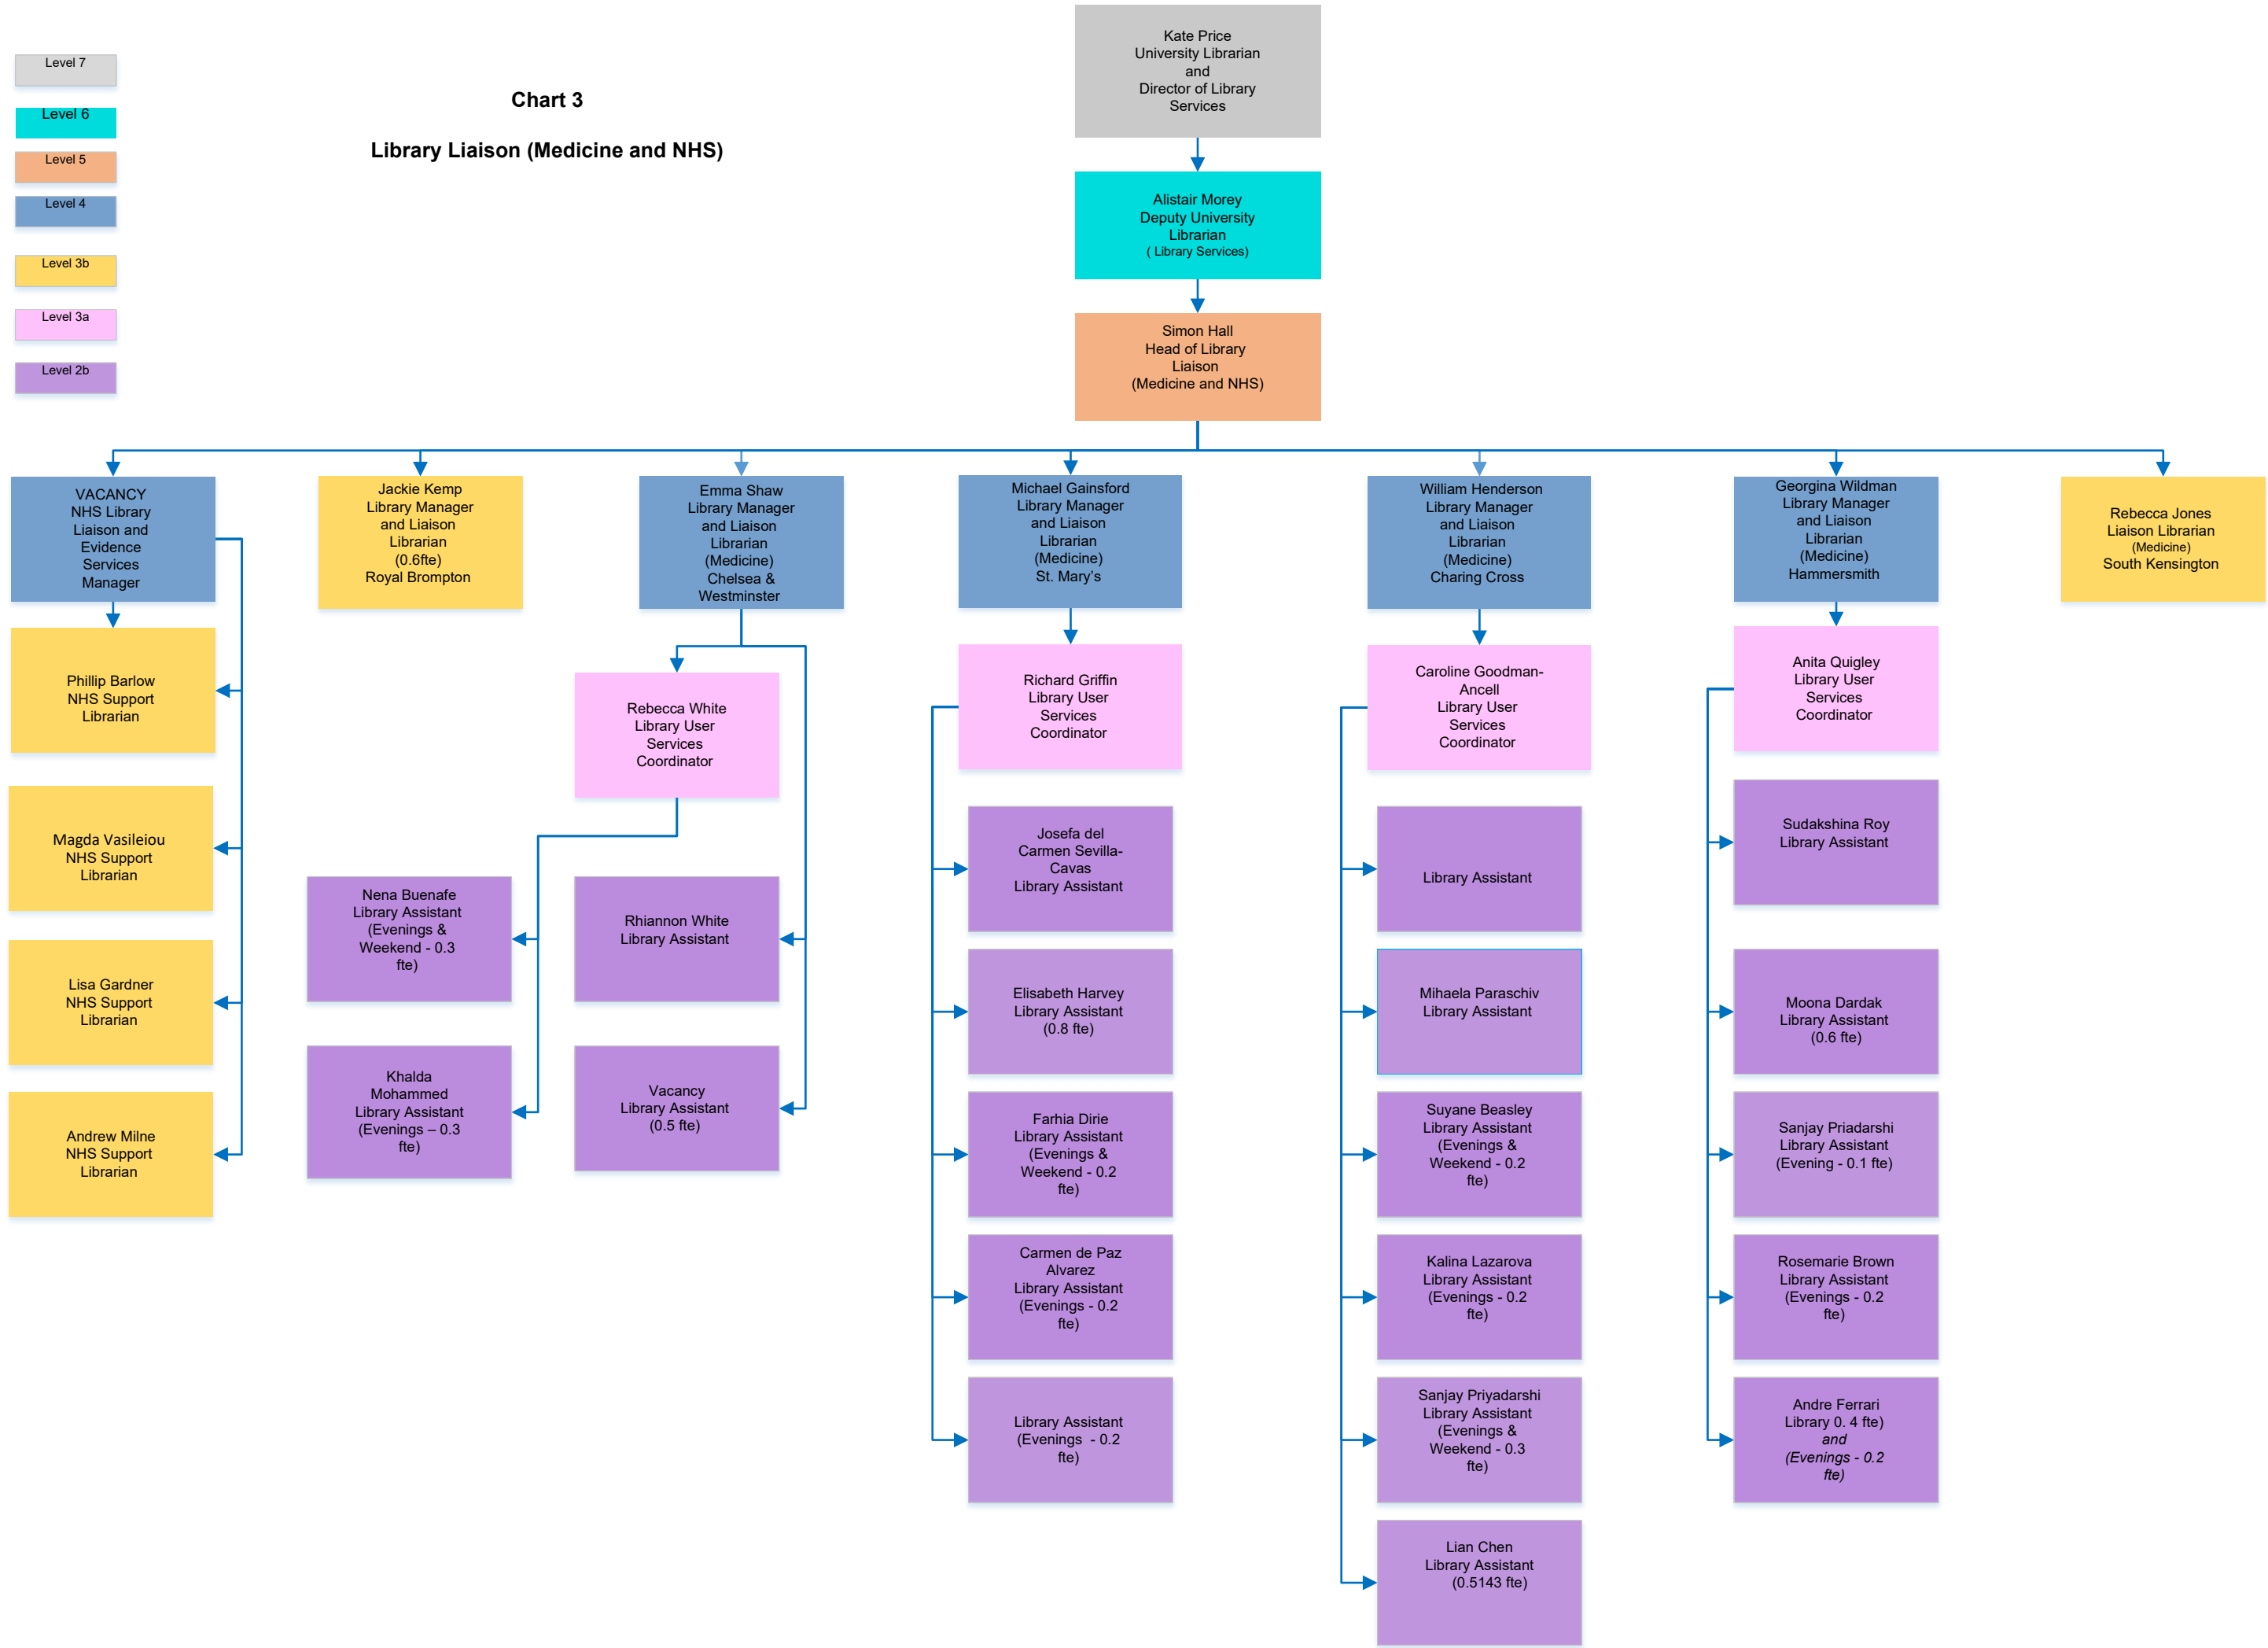 Level 7
Level 6
Level 5
Level 4
Level 3b
Level 3a
Level 2b
Chart 3
Library Liaison (Medicine and NHS)
Kate Price
University Librarian
and
Director of Library
Services
Alistair Morey
Deputy University
Librarian
( Library Services)
Simon Hall
Head of Library
Liaison
(Medicine and NHS)
VACANCY
NHS Library
Liaison and
Evidence
Services
Manager
Phillip Barlow
NHS Support
Librarian
Magda Vasileiou
NHS Support
Librarian
Lisa Gardner
NHS Support
Librarian
Andrew Milne
NHS Support
Librarian
Jackie Kemp
Library Manager
and Liaison
Librarian
(0.6fte)
Royal Brompton
Emma Shaw
Library Manager
and Liaison
Librarian
(Medicine)
Chelsea &
Westminster
Rebecca White
Library User
Services
Coordinator
Nena Buenafe
Library Assistant
(Evenings &
Weekend - 0.3
fte)
Khalda
Mohammed
Library Assistant
(Evenings – 0.3
fte)
Rhiannon White
Library Assistant
Vacancy
Library Assistant
(0.5 fte)
Michael Gainsford
Library Manager
and Liaison
Librarian
(Medicine)
St. Mary’s
Richard Griffin
Library User
Services
Coordinator
Josefa del
Carmen Sevilla-
Cavas
Library Assistant
Elisabeth Harvey
Library Assistant
(0.8 fte)
Farhia Dirie
Library Assistant
(Evenings &
Weekend - 0.2
fte)
Carmen de Paz
Alvarez
Library Assistant
(Evenings - 0.2
fte)
Library Assistant
(Evenings - 0.2
fte)
William Henderson
Library Manager
and Liaison
Librarian
(Medicine)
Charing Cross
Caroline Goodman-
Ancell
Library User
Services
Coordinator
Library Assistant
Mihaela Paraschiv
Library Assistant
Suyane Beasley
Library Assistant
(Evenings &
Weekend - 0.2
fte)
Kalina Lazarova
Library Assistant
(Evenings - 0.2
fte)
Sanjay Priyadarshi
Library Assistant
(Evenings &
Weekend - 0.3
fte)
Lian Chen
Library Assistant
(0.5143 fte)
Georgina Wildman
Library Manager
and Liaison
Librarian
(Medicine)
Hammersmith
Anita Quigley
Library User
Services
Coordinator
Sudakshina Roy
Library Assistant
Moona Dardak
Library Assistant
(0.6 fte)
Sanjay Priadarshi
Library Assistant
(Evening - 0.1 fte)
Rosemarie Brown
Library Assistant
(Evenings - 0.2
fte)
Andre Ferrari
Library 0. 4 fte)
and
(Evenings - 0.2
fte)
Rebecca Jones
Liaison Librarian
(Medicine)
South Kensington